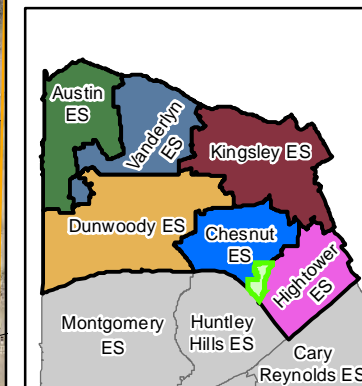 Austin
ES
Vanderlyn
ES
Kingsley ES
Dunwoody ES
Chesnut
ES
Hightower
ES
Montgomery
ES
Huntley
Hills ES
Cary
Reynolds ES